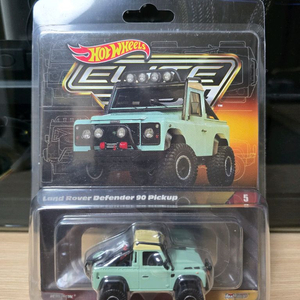 Hot Wheels
ELITE
Land Rover Defender 90 Pickup
5